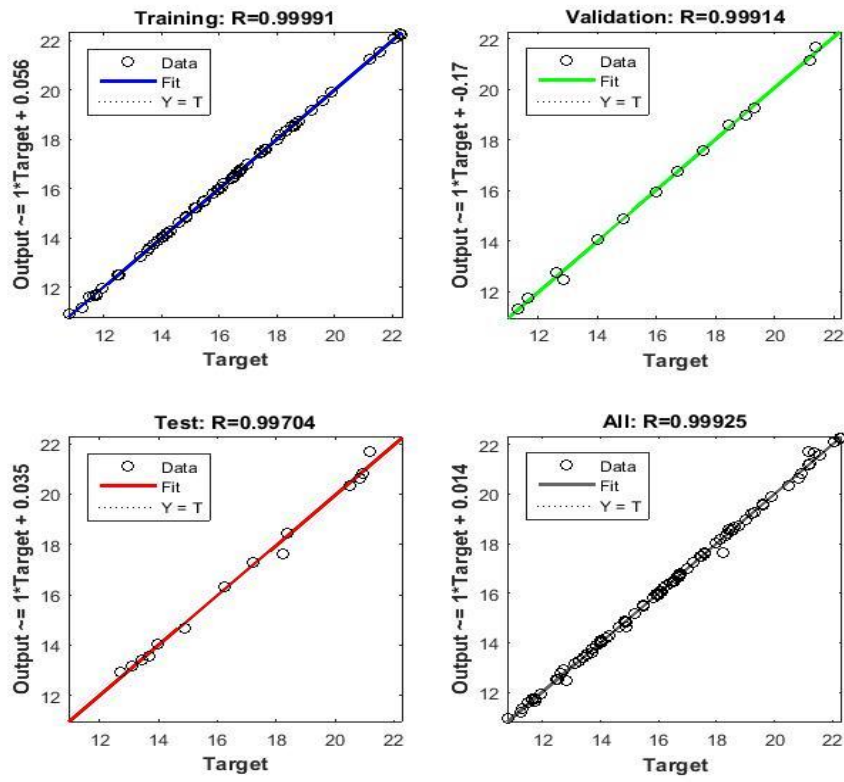 Training: R=0.99991
Output ~= 1*Target + 0.056
22
20
18
16
14
12
Data
Fit
Y = T
12 14 16 18 20 22
Target
Validation: R=0.99914
Output ~= 1*Target + -0.17
22
20
18
16
14
12
Data
Fit
Y = T
12 14 16 18 20 22
Target
Test: R=0.99704
Output ~= 1*Target + 0.035
22
20
18
16
14
12
Data
Fit
Y = T
12 14 16 18 20 22
Target
All: R=0.99925
Output ~= 1*Target + 0.014
22
20
18
16
14
12
Data
Fit
Y = T
12 14 16 18 20 22
Target